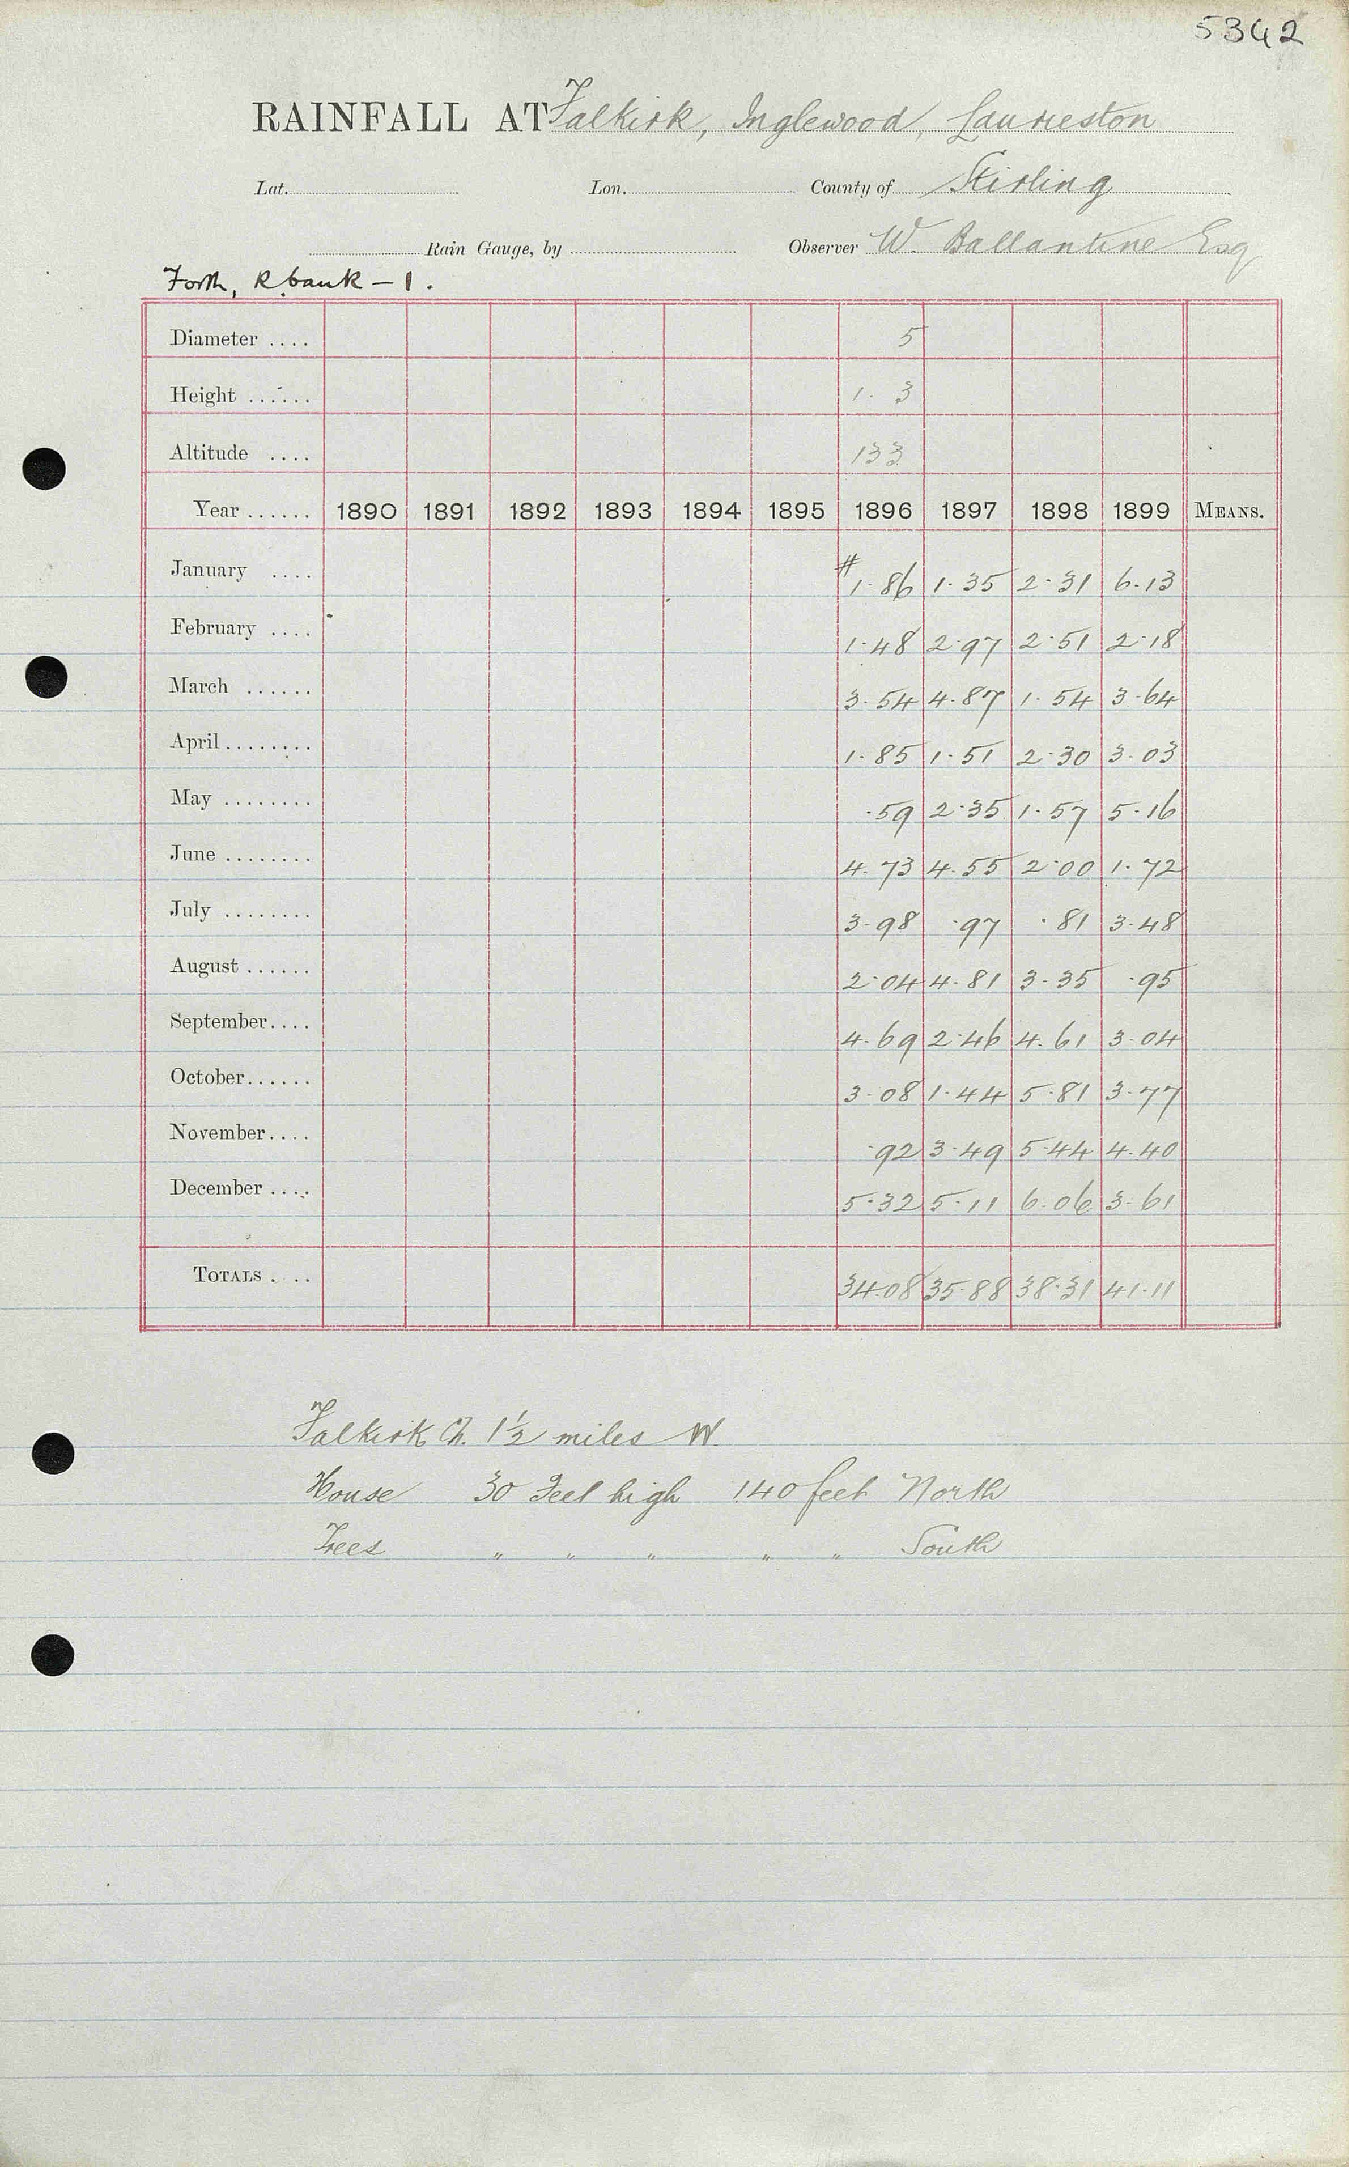 5342
RAINFALL AT Falkirk, Inglewood, Laurieston
Lat. Lon. County of Stirling
Rain Gauge, by Observer W. Ballantine Esq
Forth, R bank – 1.
Diameter .... 5
Height ...... 1. 3
Altitude .... 133
Year ...... 1890 1891 1892 1893 1894 1895 1896 1897 1898 1899 MEANS.
January .... # 1.86 1.35 2.31 6.13
February .... 1.48 2.97 2.51 2.18
March ...... 3.54 4.87 1.54 3.64
April ........ 1.85 1.51 2.30 3.03
May ........ .59 2.35 1.57 5.16
June ........ 4.73 4.55 2.00 1.72
July ........ 3.98 .97 .81 3.48
August ...... 2.04 4.81 3.35 .95
September.... 4.69 2.46 4.61 3.04
October...... 3.08 1.44 5.81 3.77
November.... .92 3.49 5.44 4.40
December .... 5.32 5.11 6.06 3.61
TOTALS .... 34.08 35.88 38.31 41.11
Falkirk Ch. 1½ miles W.
House 30 Feet high 140 feet North
Trees " " " " " South